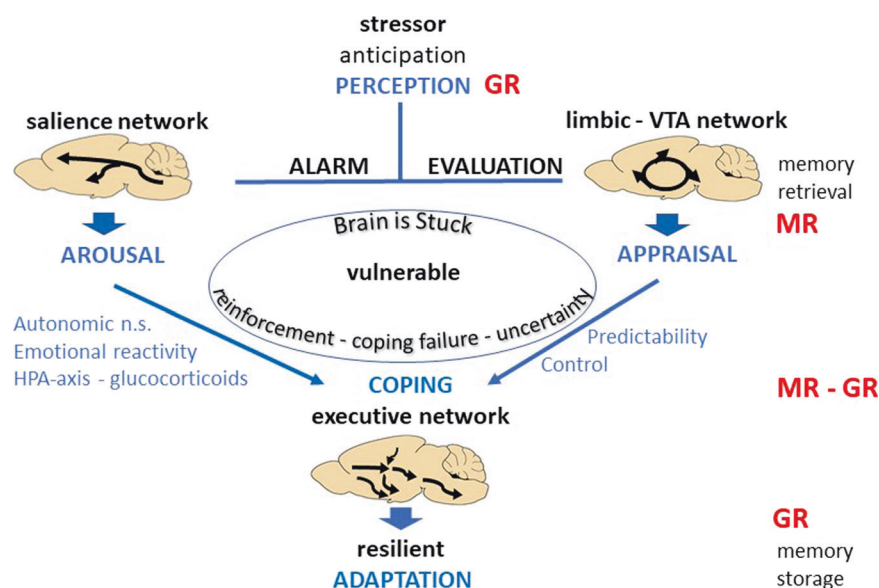 stressor
anticipation
PERCEPTION GR
salience network
limbic - VTA network
ALARM
EVALUATION
memory
retrieval
MR
AROUSAL
APPRAISAL
Brain is Stuck
vulnerable
reinforcement - coping failure - uncertainty
Autonomic n.s.
Emotional reactivity
HPA-axis - glucocorticoids
Predictability
Control
COPING
MR - GR
executive network
GR
resilient
memory
ADAPTATION
storage